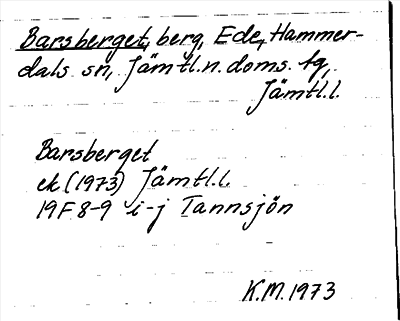 Barsberget, berg, Ede, Hammer-
dals sn, Jämtl.n.doms. tg,
Jämtl.l.
Barsberget
ek (1973) Jämtl.l.
19F 8-9 i-j Tannsjön
K.M. 1973